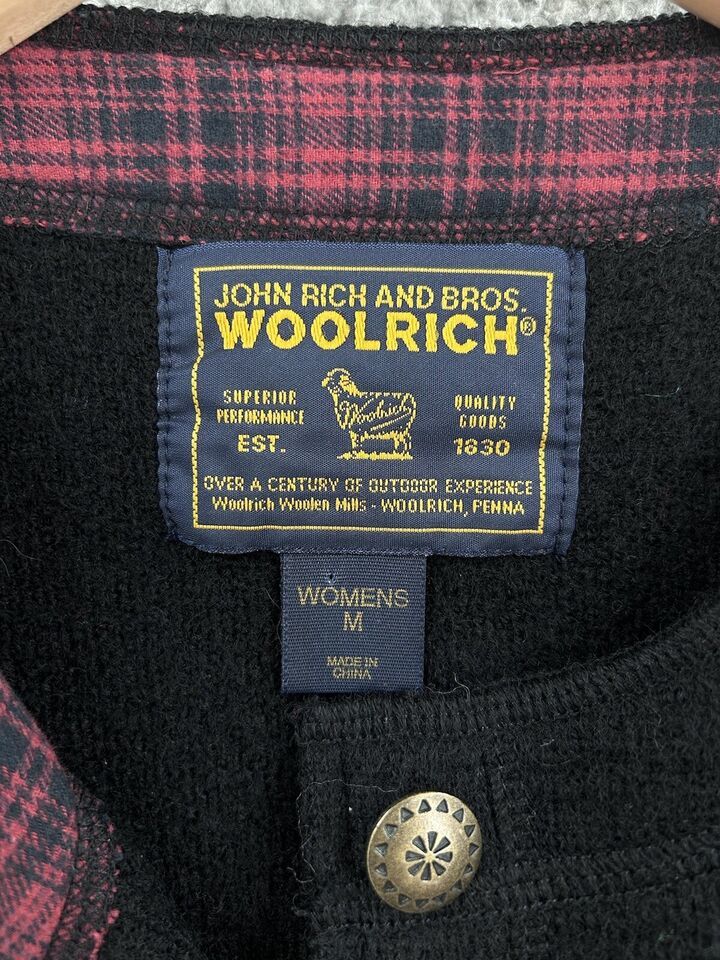 JOHN RICH AND BROS.
WOOLRICH®
SUPERIOR
PERFORMANCE
EST.
Woolrich
QUALITY
GOODS
1830
OVER A CENTURY OF OUTDOOR EXPERIENCE
Woolrich Woolen Mills - WOOLRICH, PENNA
WOMENS
M
MADE IN
CHINA